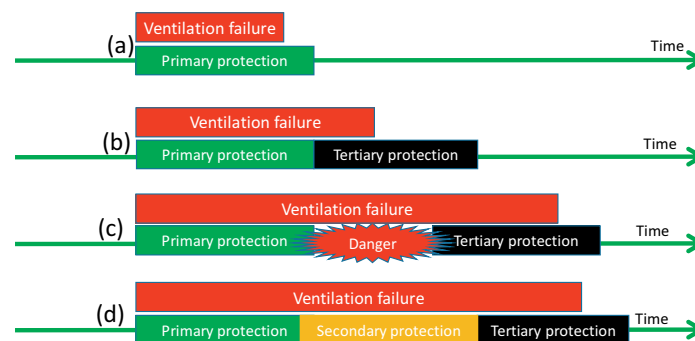 Ventilation failure
(a)
Time
Primary protection
Ventilation failure
(b)
Time
Primary protection Tertiary protection
Ventilation failure
(c)
Time
Primary protection Danger Tertiary protection
Ventilation failure
(d)
Time
Primary protection Secondary protection Tertiary protection